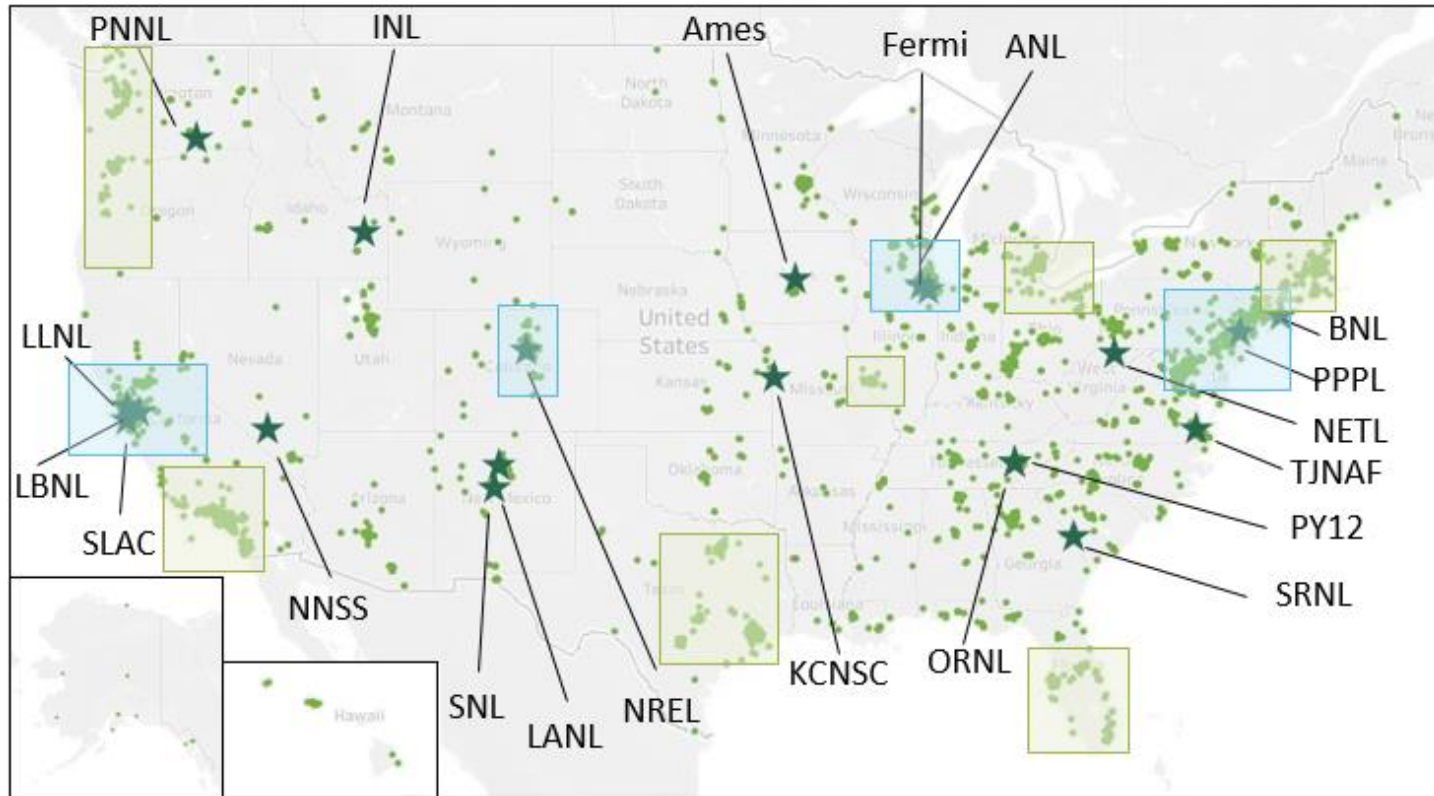 PNNL
INL
Ames
Fermi
ANL
Montana
North
Dakota
Minnesota
Maine
South
Dakota
Wisconsin
Oregon
Idaho
Wyoming
Michigan
New York
Nebraska
United
States
Pennsylvania
Illinois
Indiana
Ohio
BNL
LLNL
Nevada
Utah
Colorado
Kansas
Missouri
West
Virginia
PPPL
Kentucky
NETL
LBNL
Oklahoma
Tennessee
TJNAF
SLAC
Arizona
New Mexico
Arkansas
PY12
Mississippi
Georgia
SRNL
NNSS
Texas
Louisiana
SNL
LANL
NREL
KCNSC
ORNL
Hawaii